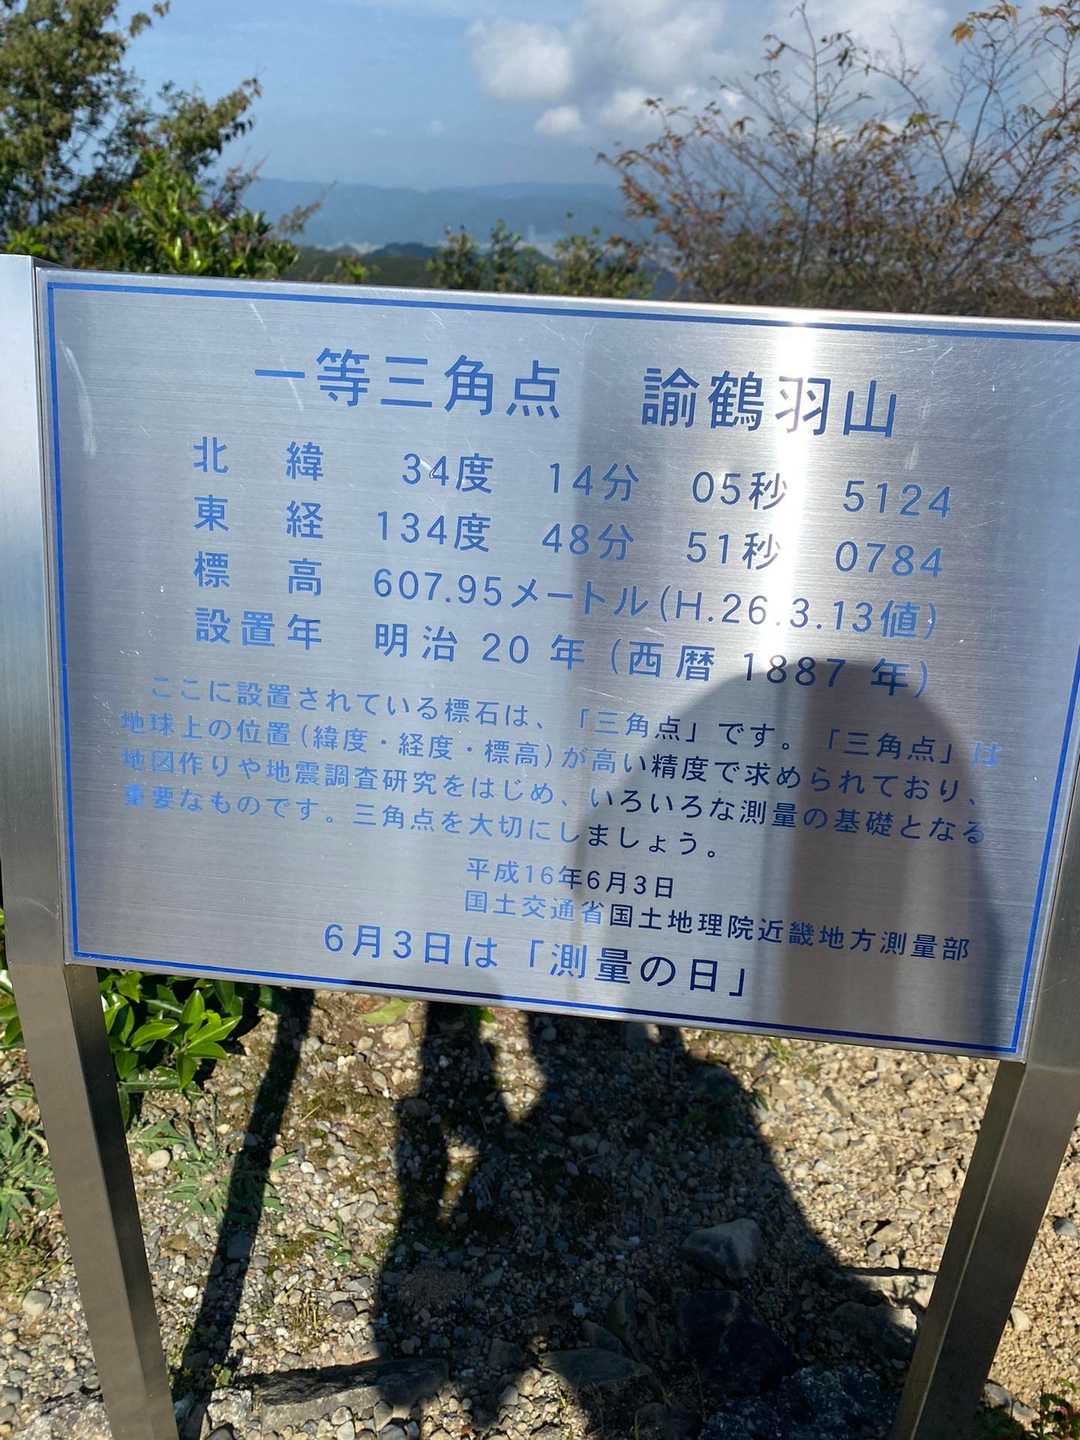 一等三角点　諭鶴羽山
北　緯　34度　14分　05秒　5124
東　経　134度　48分　51秒　0784
標　高　607.95メートル(H.26.3.13値)
設置年　明治 20 年 (西暦 1887 年)
ここに設置されている標石は、「三角点」です。「三角点」は
地球上の位置(緯度・経度・標高)が高い精度で求められており、
地図作りや地震調査研究をはじめ、いろいろな測量の基礎となる
重要なものです。三角点を大切にしましょう。
平成16年6月3日
国土交通省国土地理院近畿地方測量部
6月3日は「測量の日」